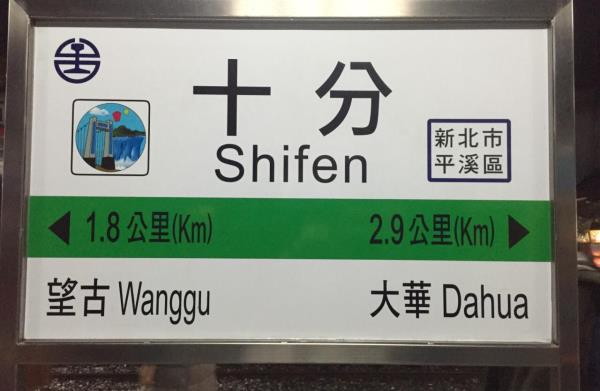 十分
Shifen
新北市
平溪區
◀ 1.8 公里(Km)
2.9 公里(Km) ▶
望古 Wanggu
大華 Dahua